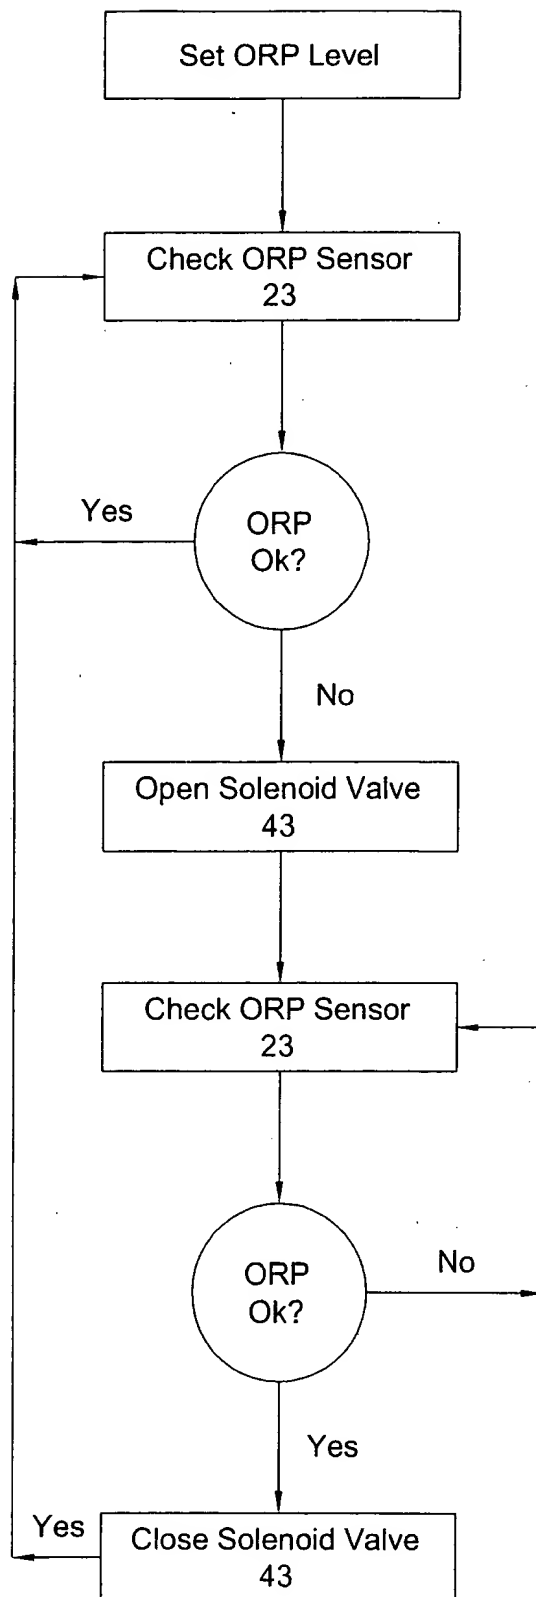 Set ORP Level
Check ORP Sensor
23
Yes
ORP
Ok?
No
Open Solenoid Valve
43
Check ORP Sensor
23
ORP
Ok?
No
Yes
Yes
Close Solenoid Valve
43